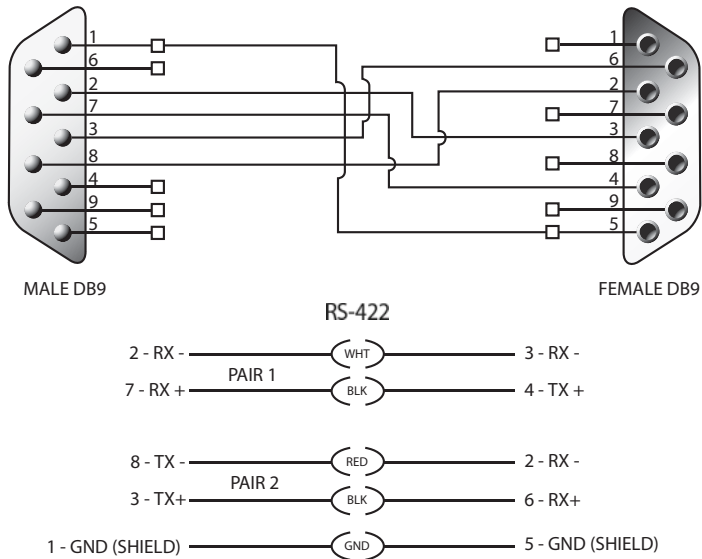 1 1
6 6
2 2
7 7
3 3
8 8
4 4
9 9
5 5
MALE DB9 FEMALE DB9
RS-422
2 - RX - WHT 3 - RX -
PAIR 1
7 - RX + BLK 4 - TX +
8 - TX - RED 2 - RX -
PAIR 2
3 - TX+ BLK 6 - RX+
1 - GND (SHIELD) GND 5 - GND (SHIELD)